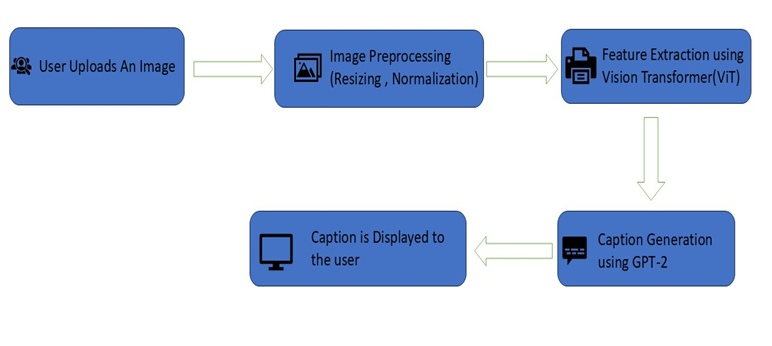 User Uploads An Image
Image Preprocessing
(Resizing , Normalization)
Feature Extraction using
Vision Transformer(ViT)
Caption Generation
using GPT-2
Caption is Displayed to
the user